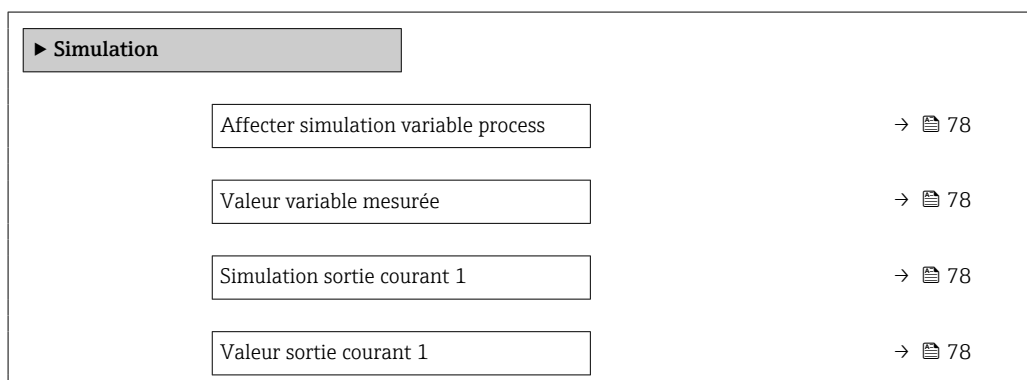 ▶ Simulation
Affecter simulation variable process → 78
Valeur variable mesurée → 78
Simulation sortie courant 1 → 78
Valeur sortie courant 1 → 78